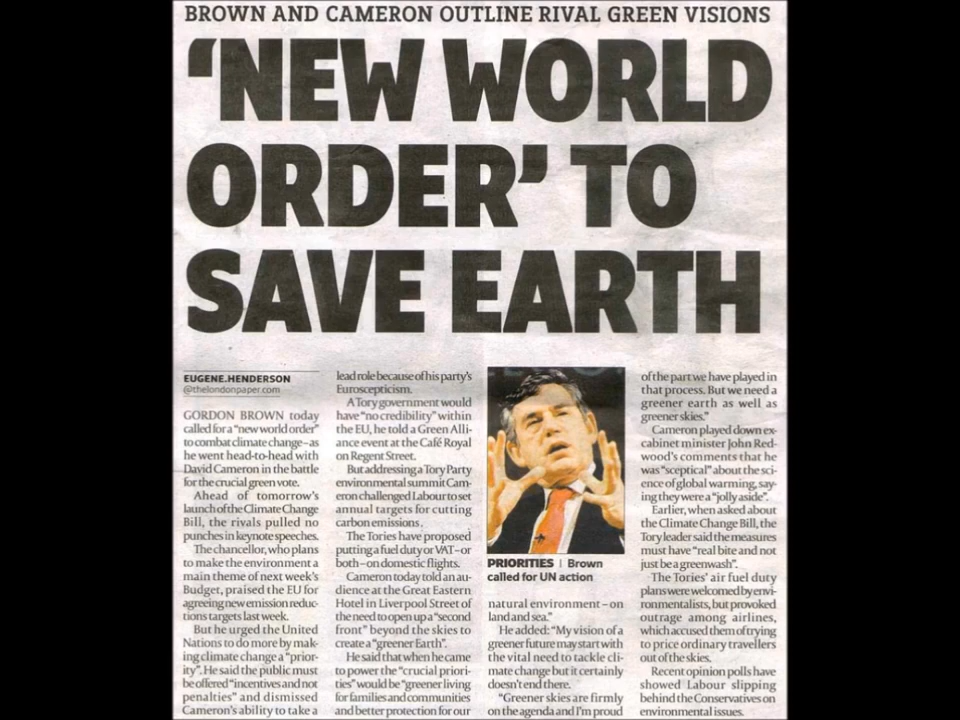 BROWN AND CAMERON OUTLINE RIVAL GREEN VISIONS
‘NEW WORLD
ORDER’ TO
SAVE EARTH
EUGENE.HENDERSON
@thelondonpaper.com
GORDON BROWN today
called for a “new world order”
to combat climate change – as
he went head-to-head with
David Cameron in the battle
for the crucial green vote.
Ahead of tomorrow’s
launch of the Climate Change
Bill, the rivals pulled no
punches in keynote speeches.
The chancellor, who plans
to make the environment a
main theme of next week’s
Budget, praised the EU for
agreeing new emission reduc-
tions targets last week.
But he urged the United
Nations to do more by mak-
ing climate change a “prior-
ity”. He said the public must
be offered “incentives and not
penalties” and dismissed
Cameron’s ability to take a
lead role because of his party’s
Euroscepticism.
A Tory government would
have “no credibility” within
the EU, he told a Green Alli-
ance event at the Café Royal
on Regent Street.
But addressing a Tory Party
environmental summit Cam-
eron challenged Labour to set
annual targets for cutting
carbon emissions.
The Tories have proposed
putting a fuel duty or VAT – or
both – on domestic flights.
Cameron today told an au-
dience at the Great Eastern
Hotel in Liverpool Street of
the need to open up a “second
front” beyond the skies to
create a “greener Earth”.
He said that when he came
to power the “crucial priori-
ties” would be “greener living
for families and communities
and better protection for our
PRIORITIES | Brown
called for UN action
natural environment – on
land and sea.”
He added: “My vision of a
greener future may start with
the vital need to tackle cli-
mate change but it certainly
doesn’t end there.
“Greener skies are firmly
on the agenda and I’m proud
of the part we have played in
that process. But we need a
greener earth as well as
greener skies.”
Cameron played down ex-
cabinet minister John Red-
wood’s comments that he
was “sceptical” about the sci-
ence of global warming, say-
ing they were a “jolly aside”.
Earlier, when asked about
the Climate Change Bill, the
Tory leader said the measures
must have “real bite and not
just be a greenwash”.
The Tories’ air fuel duty
plans were welcomed by envi-
ronmentalists, but provoked
outrage among airlines,
which accused them of trying
to price ordinary travellers
out of the skies.
Recent opinion polls have
showed Labour slipping
behind the Conservatives on
environmental issues.